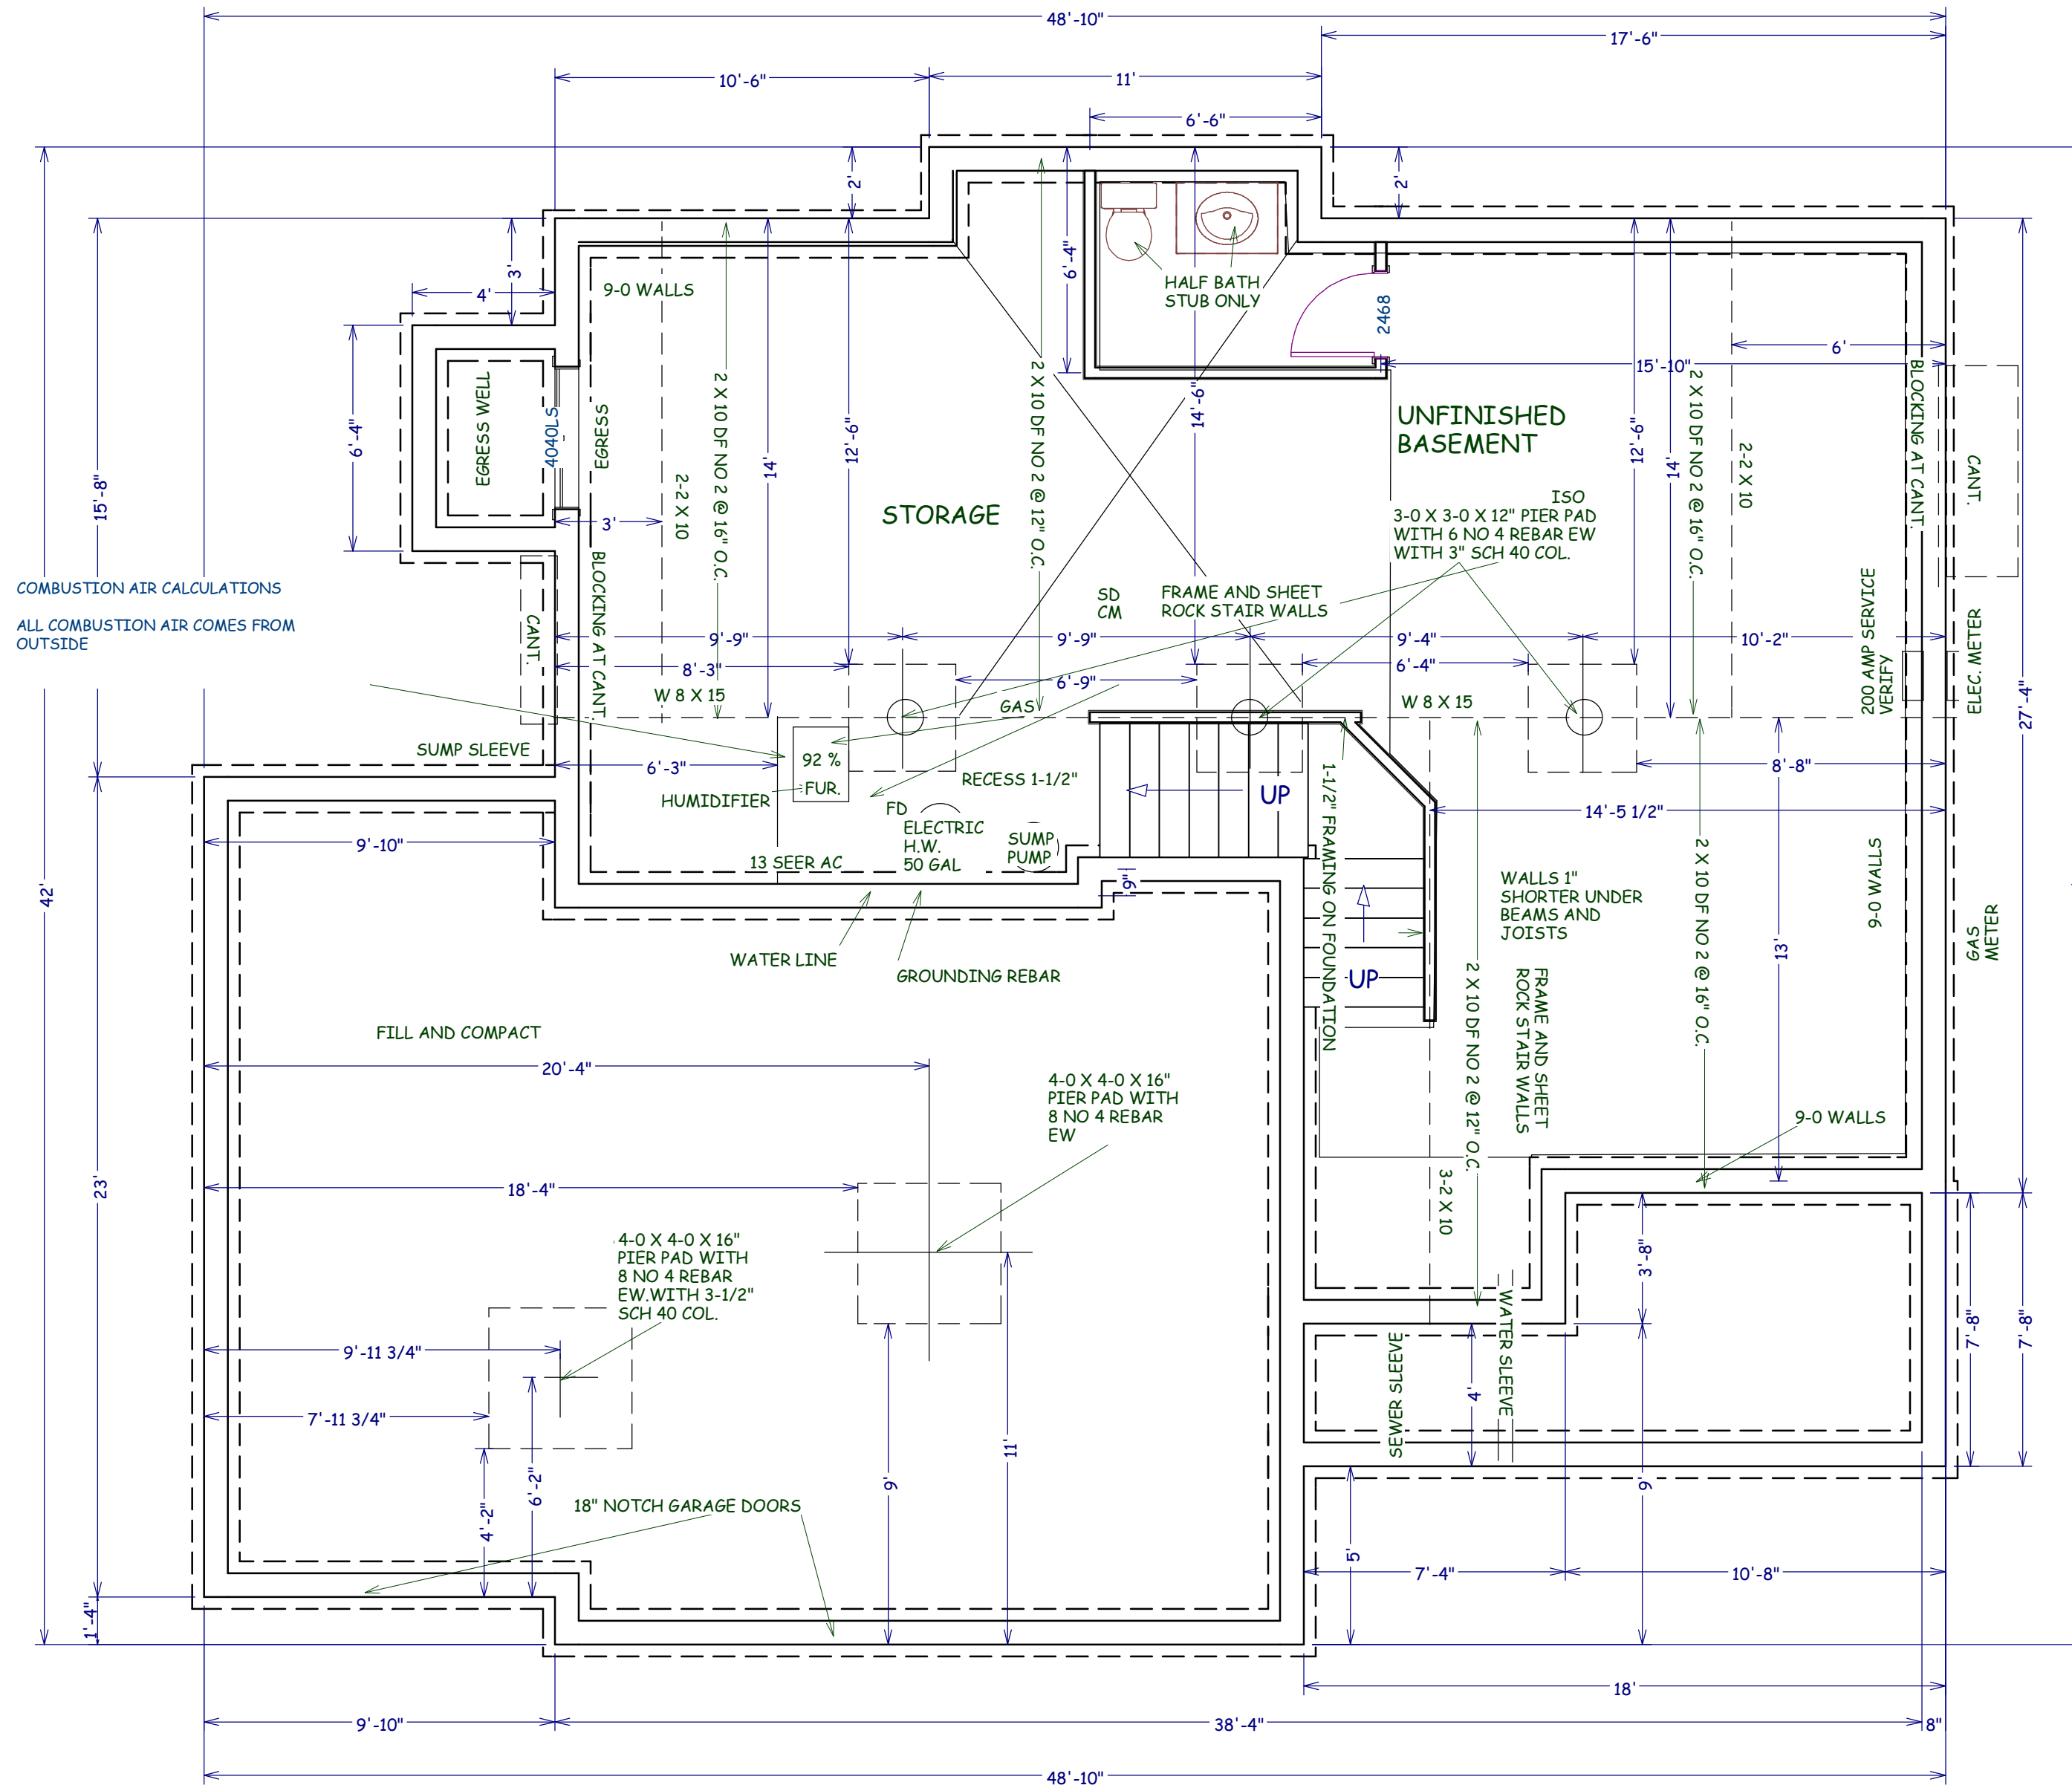 48'-10"
17'-6"
10'-6"
11'
6'-6"
2'
2'
3'
4'
9-0 WALLS
6'-4"
HALF BATH
STUB ONLY
2468
6'
15'-10"
EGRESS WELL
4040LS
EGRESS
6'-4"
2-2 X 10
2 X 10 DF NO 2 @ 16" O.C.
14'
12'-6"
2 X 10 DF NO 2 @ 12" O.C.
14'-6"
UNFINISHED
BASEMENT
12'-6"
14'
2 X 10 DF NO 2 @ 16" O.C.
2-2 X 10
BLOCKING AT CANT.
CANT.
15'-8"
STORAGE
3'
ISO
3-0 X 3-0 X 12" PIER PAD
WITH 6 NO 4 REBAR EW
WITH 3" SCH 40 COL.
COMBUSTION AIR CALCULATIONS
ALL COMBUSTION AIR COMES FROM
OUTSIDE
CANT.
BLOCKING AT CANT.
SD
CM
FRAME AND SHEET
ROCK STAIR WALLS
200 AMP SERVICE
VERIFY
ELEC. METER
9'-9"
9'-9"
9'-4"
10'-2"
8'-3"
6'-9"
6'-4"
W 8 X 15
GAS
W 8 X 15
27'-4"
SUMP SLEEVE
6'-3"
92 %
FUR.
HUMIDIFIER
RECESS 1-1/2"
FD
ELECTRIC
H.W.
50 GAL
SUMP
PUMP
13 SEER AC
UP
8'-8"
14'-5 1/2"
9'-10"
42'
9"
1-1/2" FRAMING ON FOUNDATION
UP
WALLS 1"
SHORTER UNDER
BEAMS AND
JOISTS
2 X 10 DF NO 2 @ 16" O.C.
13'
9-0 WALLS
GAS
METER
WATER LINE
GROUNDING REBAR
FILL AND COMPACT
20'-4"
2 X 10 DF NO 2 @ 12" O.C.
FRAME AND SHEET
ROCK STAIR WALLS
4-0 X 4-0 X 16"
PIER PAD WITH
8 NO 4 REBAR
EW
9-0 WALLS
23'
18'-4"
3-2 X 10
4-0 X 4-0 X 16"
PIER PAD WITH
8 NO 4 REBAR
EW.WITH 3-1/2"
SCH 40 COL.
3'-8"
7'-8"
7'-8"
9'-11 3/4"
7'-11 3/4"
SEWER SLEEVE
4'
WATER SLEEVE
11'
9'
9'
6'-2"
4'-2"
18" NOTCH GARAGE DOORS
5'
7'-4"
10'-8"
1'-4"
18'
9'-10"
38'-4"
8"
48'-10"